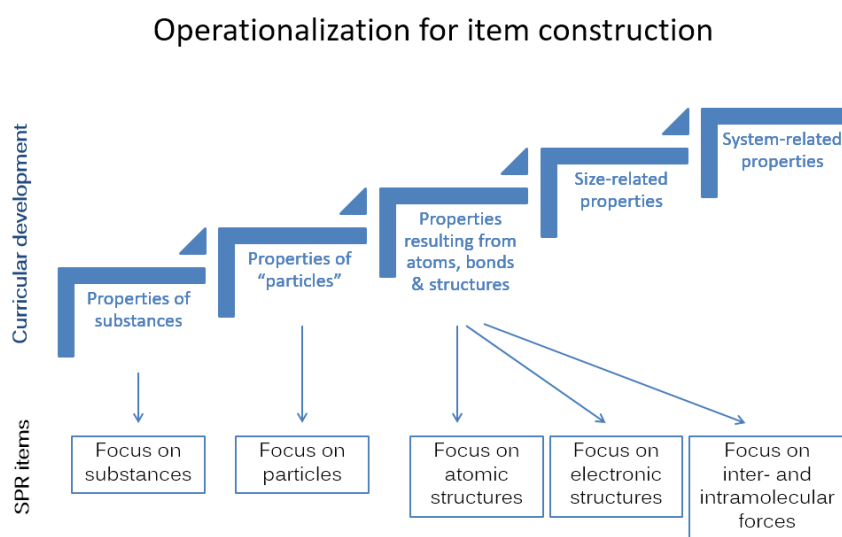 Operationalization for item construction
Curricular development
Properties of
substances
Properties of
"particles"
Properties
resulting from
atoms, bonds
& structures
Size-related
properties
System-related
properties
SPR items
Focus on
substances
Focus on
particles
Focus on
atomic
structures
Focus on
electronic
structures
Focus on
inter- and
intramolecular
forces